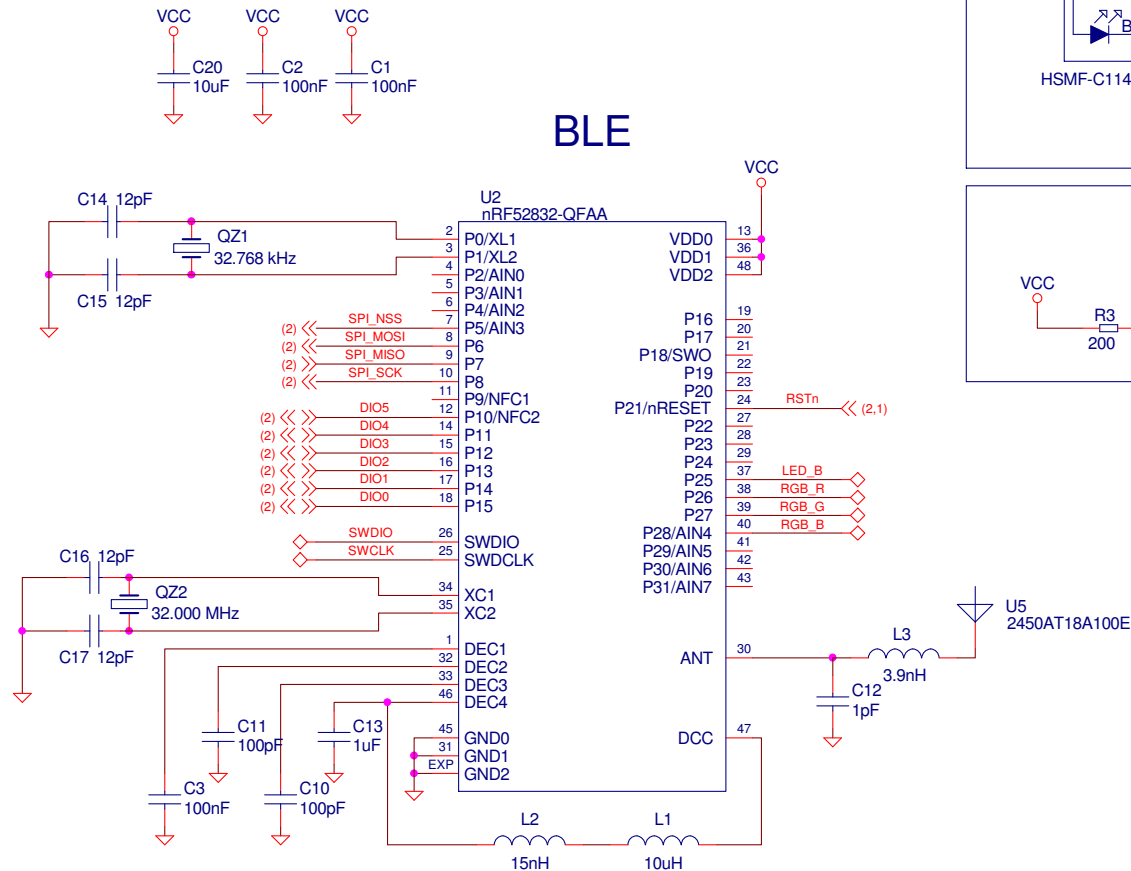 VCC VCC VCC
C20 C2 C1
10uF 100nF 100nF
B
HSMF-C114
BLE
VCC
C14 12pF
U2
nRF52832-QFAA
QZ1
32.768 kHz
C15 12pF
2 P0/XL1
3 P1/XL2
4 P2/AIN0
5 P3/AIN1
6 P4/AIN2
(2) SPI_NSS 7 P5/AIN3
(2) SPI_MOSI 8 P6
(2) SPI_MISO 9 P7
(2) SPI_SCK 10 P8
11 P9/NFC1
(2) DIO5 12 P10/NFC2
(2) DIO4 14 P11
(2) DIO3 15 P12
(2) DIO2 16 P13
(2) DIO1 17 P14
(2) DIO0 18 P15
SWDIO 26 SWDIO
SWCLK 25 SWDCLK
C16 12pF
QZ2
32.000 MHz
C17 12pF
34 XC1
35 XC2
1 DEC1
32 DEC2
33 DEC3
46 DEC4
45 GND0
31 GND1
EXP GND2
C11
100pF
C13
1uF
C3
100nF
C10
100pF
VDD0 13
VDD1 36
VDD2 48
P16 19
P17 20
P18/SWO 21
P19 22
P20 23
P21/nRESET 24 RSTn (2,1)
P22 27
P23 28
P24 29
P25 37 LED_B
P26 38 RGB_R
P27 39 RGB_G
P28/AIN4 40 RGB_B
P29/AIN5 41
P30/AIN6 42
P31/AIN7 43
ANT 30
DCC 47
L3
3.9nH
C12
1pF
U5
2450AT18A100E
L2
15nH
L1
10uH
VCC
R3
200